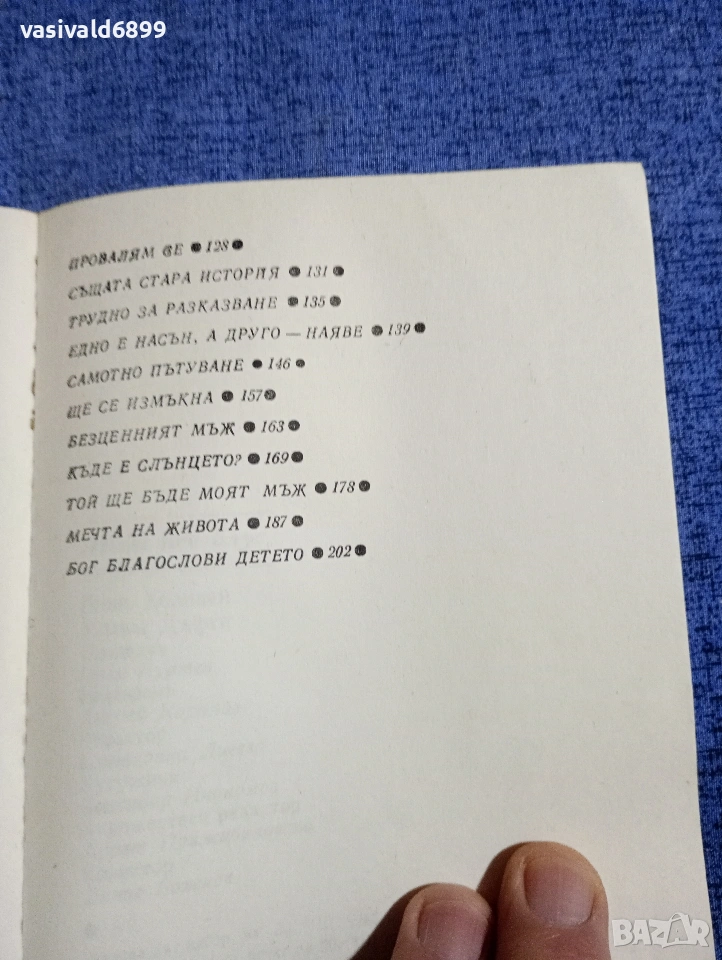 vasivald6899
ПРОВАЛЯМ СЕ ● 128 ●
СЪЩАТА СТАРА ИСТОРИЯ ● 131 ●
ТРУДНО ЗА РАЗКАЗВАНЕ ● 135 ●
ЕДНО Е НАСЪН, А ДРУГО — НАЯВЕ ● 139 ●
САМОТНО ПЪТУВАНЕ ● 146 ●
ЩЕ СЕ ИЗМЪКНА ● 157 ●
БЕЗЦЕННИЯТ МЪЖ ● 163 ●
КЪДЕ Е СЛЪНЦЕТО? ● 169 ●
ТОЙ ЩЕ БЪДЕ МОЯТ МЪЖ ● 178 ●
МЕЧТА НА ЖИВОТА ● 187 ●
БОГ БЛАГОСЛОВИ ДЕТЕТО ● 202 ●
BAZAR